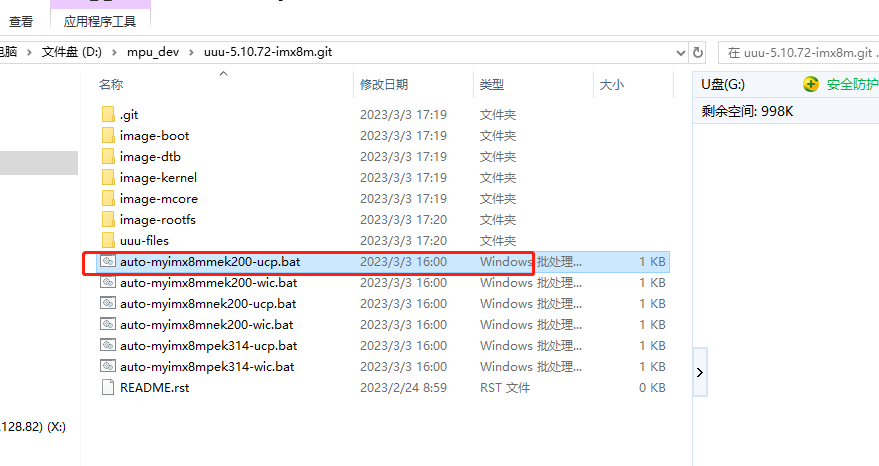 查看 应用程序工具
电脑 › 文件盘 (D:) › mpu_dev › uuu-5.10.72-imx8m.git 在 uuu-5.10.72-imx8m.git .
名称 修改日期 类型 大小
.git 2023/3/3 17:19 文件夹
image-boot 2023/3/3 17:19 文件夹
image-dtb 2023/3/3 17:19 文件夹
image-kernel 2023/3/3 17:19 文件夹
image-mcore 2023/3/3 17:19 文件夹
image-rootfs 2023/3/3 17:20 文件夹
uuu-files 2023/3/3 17:20 文件夹
auto-myimx8mmek200-ucp.bat 2023/3/3 16:00 Windows 批处理... 1 KB
auto-myimx8mmek200-wic.bat 2023/3/3 16:00 Windows 批处理... 1 KB
auto-myimx8mnek200-ucp.bat 2023/3/3 16:00 Windows 批处理... 1 KB
auto-myimx8mnek200-wic.bat 2023/3/3 16:00 Windows 批处理... 1 KB
auto-myimx8mpek314-ucp.bat 2023/3/3 16:00 Windows 批处理... 1 KB
auto-myimx8mpek314-wic.bat 2023/3/3 16:00 Windows 批处理... 1 KB
README.rst 2023/2/24 8:59 RST 文件 0 KB
U盘(G:) 安全防护
剩余空间: 998K
.128.82) (X:)